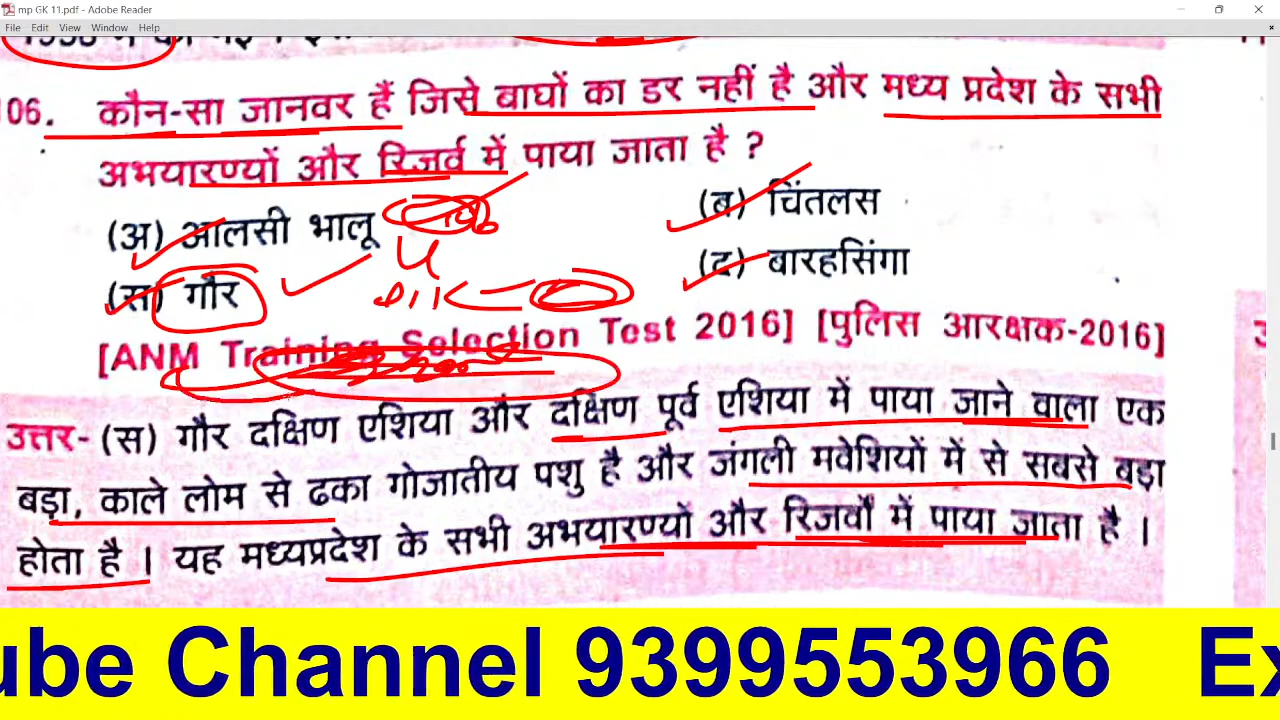 mp GK 11.pdf - Adobe Reader
File Edit View Window Help
106. कौन-सा जानवर हैं जिसे बाघों का डर नहीं है और मध्य प्रदेश के सभी
अभयारण्यों और रिजर्व में पाया जाता है ?
(अ) आलसी भालू (ब) चिंतलस
(स) गौर (द) बारहसिंगा
[ANM Training Selection Test 2016] [पुलिस आरक्षक-2016]
उत्तर- (स) गौर दक्षिण एशिया और दक्षिण पूर्व एशिया में पाया जाने वाला एक
बड़ा, काले लोम से ढका गोजातीय पशु है और जंगली मवेशियों में से सबसे बड़ा
होता है । यह मध्यप्रदेश के सभी अभयारण्यों और रिजर्वों में पाया जाता है ।
ube Channel 9399553966 Ex